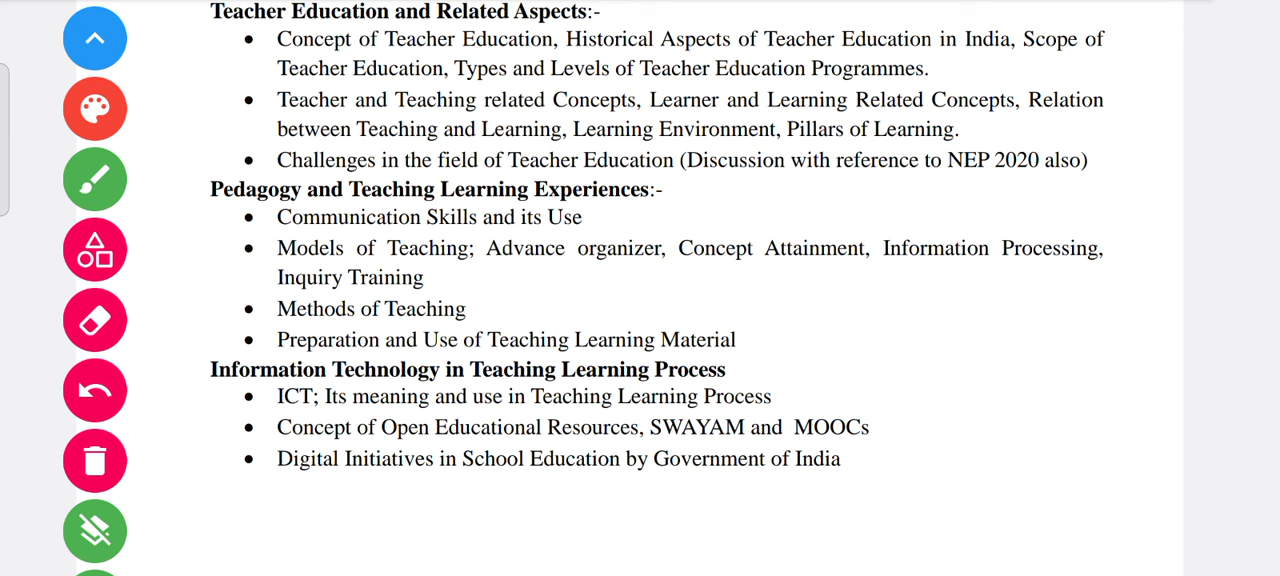 Teacher Education and Related Aspects:-
• Concept of Teacher Education, Historical Aspects of Teacher Education in India, Scope of
Teacher Education, Types and Levels of Teacher Education Programmes.
• Teacher and Teaching related Concepts, Learner and Learning Related Concepts, Relation
between Teaching and Learning, Learning Environment, Pillars of Learning.
• Challenges in the field of Teacher Education (Discussion with reference to NEP 2020 also)
Pedagogy and Teaching Learning Experiences:-
• Communication Skills and its Use
• Models of Teaching; Advance organizer, Concept Attainment, Information Processing,
Inquiry Training
• Methods of Teaching
• Preparation and Use of Teaching Learning Material
Information Technology in Teaching Learning Process
• ICT; Its meaning and use in Teaching Learning Process
• Concept of Open Educational Resources, SWAYAM and MOOCs
• Digital Initiatives in School Education by Government of India